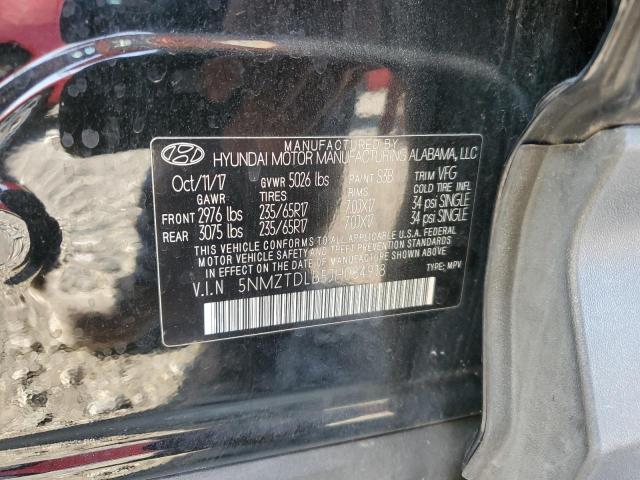 MANUFACTURED BY
HYUNDAI MOTOR MANUFACTURING ALABAMA, LLC
Oct/11/17 GVWR 5026 lbs PAINT S3B TRIM VFG
GAWR TIRES RIMS COLD TIRE INFL
FRONT 2976 lbs 235/65R17 7.0JX17 34 psi SINGLE
REAR 3075 lbs 235/65R17 7.0JX17 34 psi SINGLE
THIS VEHICLE CONFORMS TO ALL APPLICABLE U.S.A. FEDERAL
MOTOR VEHICLE SAFETY, BUMPER, AND THEFT PREVENTION STANDARDS
IN EFFECT ON THE DATE OF MANUFACTURE SHOWN ABOVE.
V.I.N TYPE: MPV